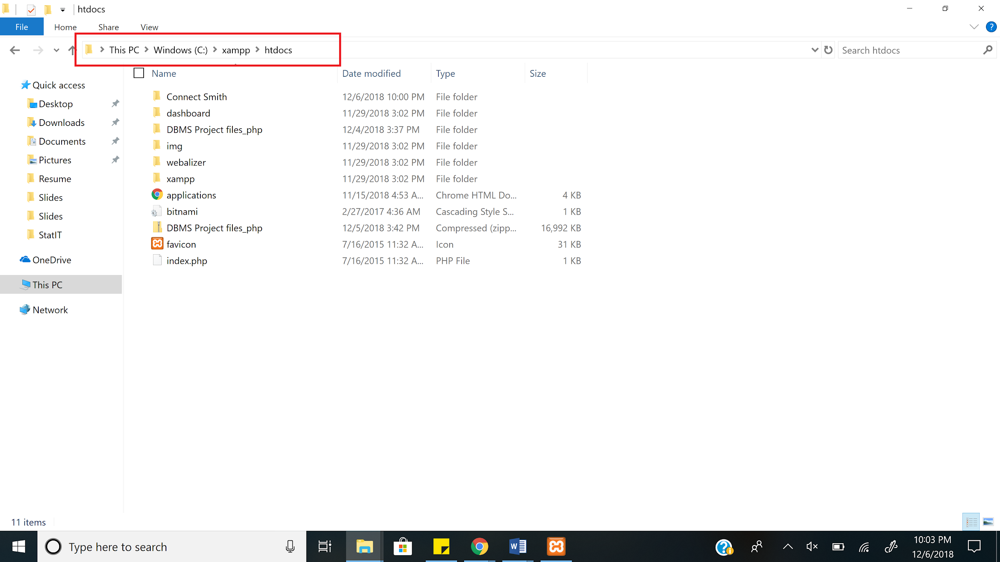 htdocs
File Home Share View
This PC Windows (C:) xampp htdocs
Search htdocs
Name Date modified Type Size
Quick access
Desktop
Downloads
Documents
Pictures
Resume
Slides
Slides
StatIT
OneDrive
This PC
Network
Connect Smith 12/6/2018 10:00 PM File folder
dashboard 11/29/2018 3:02 PM File folder
DBMS Project files_php 12/4/2018 3:37 PM File folder
img 11/29/2018 3:02 PM File folder
webalizer 11/29/2018 3:02 PM File folder
xampp 11/29/2018 3:02 PM File folder
applications 11/15/2018 4:53 A... Chrome HTML Do... 4 KB
bitnami 2/27/2017 4:36 AM Cascading Style S... 1 KB
DBMS Project files_php 12/5/2018 3:42 PM Compressed (zipp... 16,992 KB
favicon 7/16/2015 11:32 A... Icon 31 KB
index.php 7/16/2015 11:32 A... PHP File 1 KB
11 items
Type here to search
10:03 PM
12/6/2018